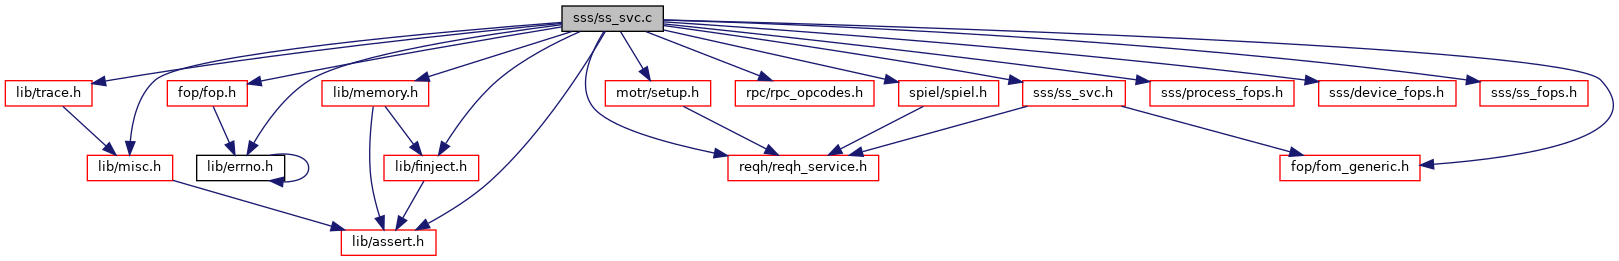 sss/ss_svc.c
lib/trace.h
fop/fop.h
lib/memory.h
motr/setup.h
rpc/rpc_opcodes.h
spiel/spiel.h
sss/ss_svc.h
sss/process_fops.h
sss/device_fops.h
sss/ss_fops.h
lib/misc.h
lib/errno.h
lib/finject.h
reqh/reqh_service.h
fop/fom_generic.h
lib/assert.h